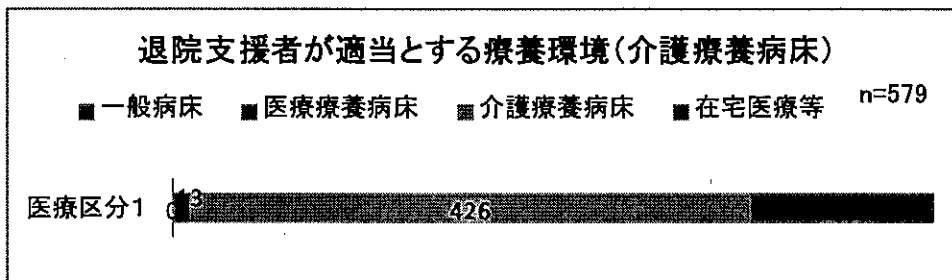 退院支援者が適当とする療養環境(介護療養病床)
■一般病床 ■医療療養病床 ■介護療養病床 ■在宅医療等 n=579
医療区分1 0 13 426